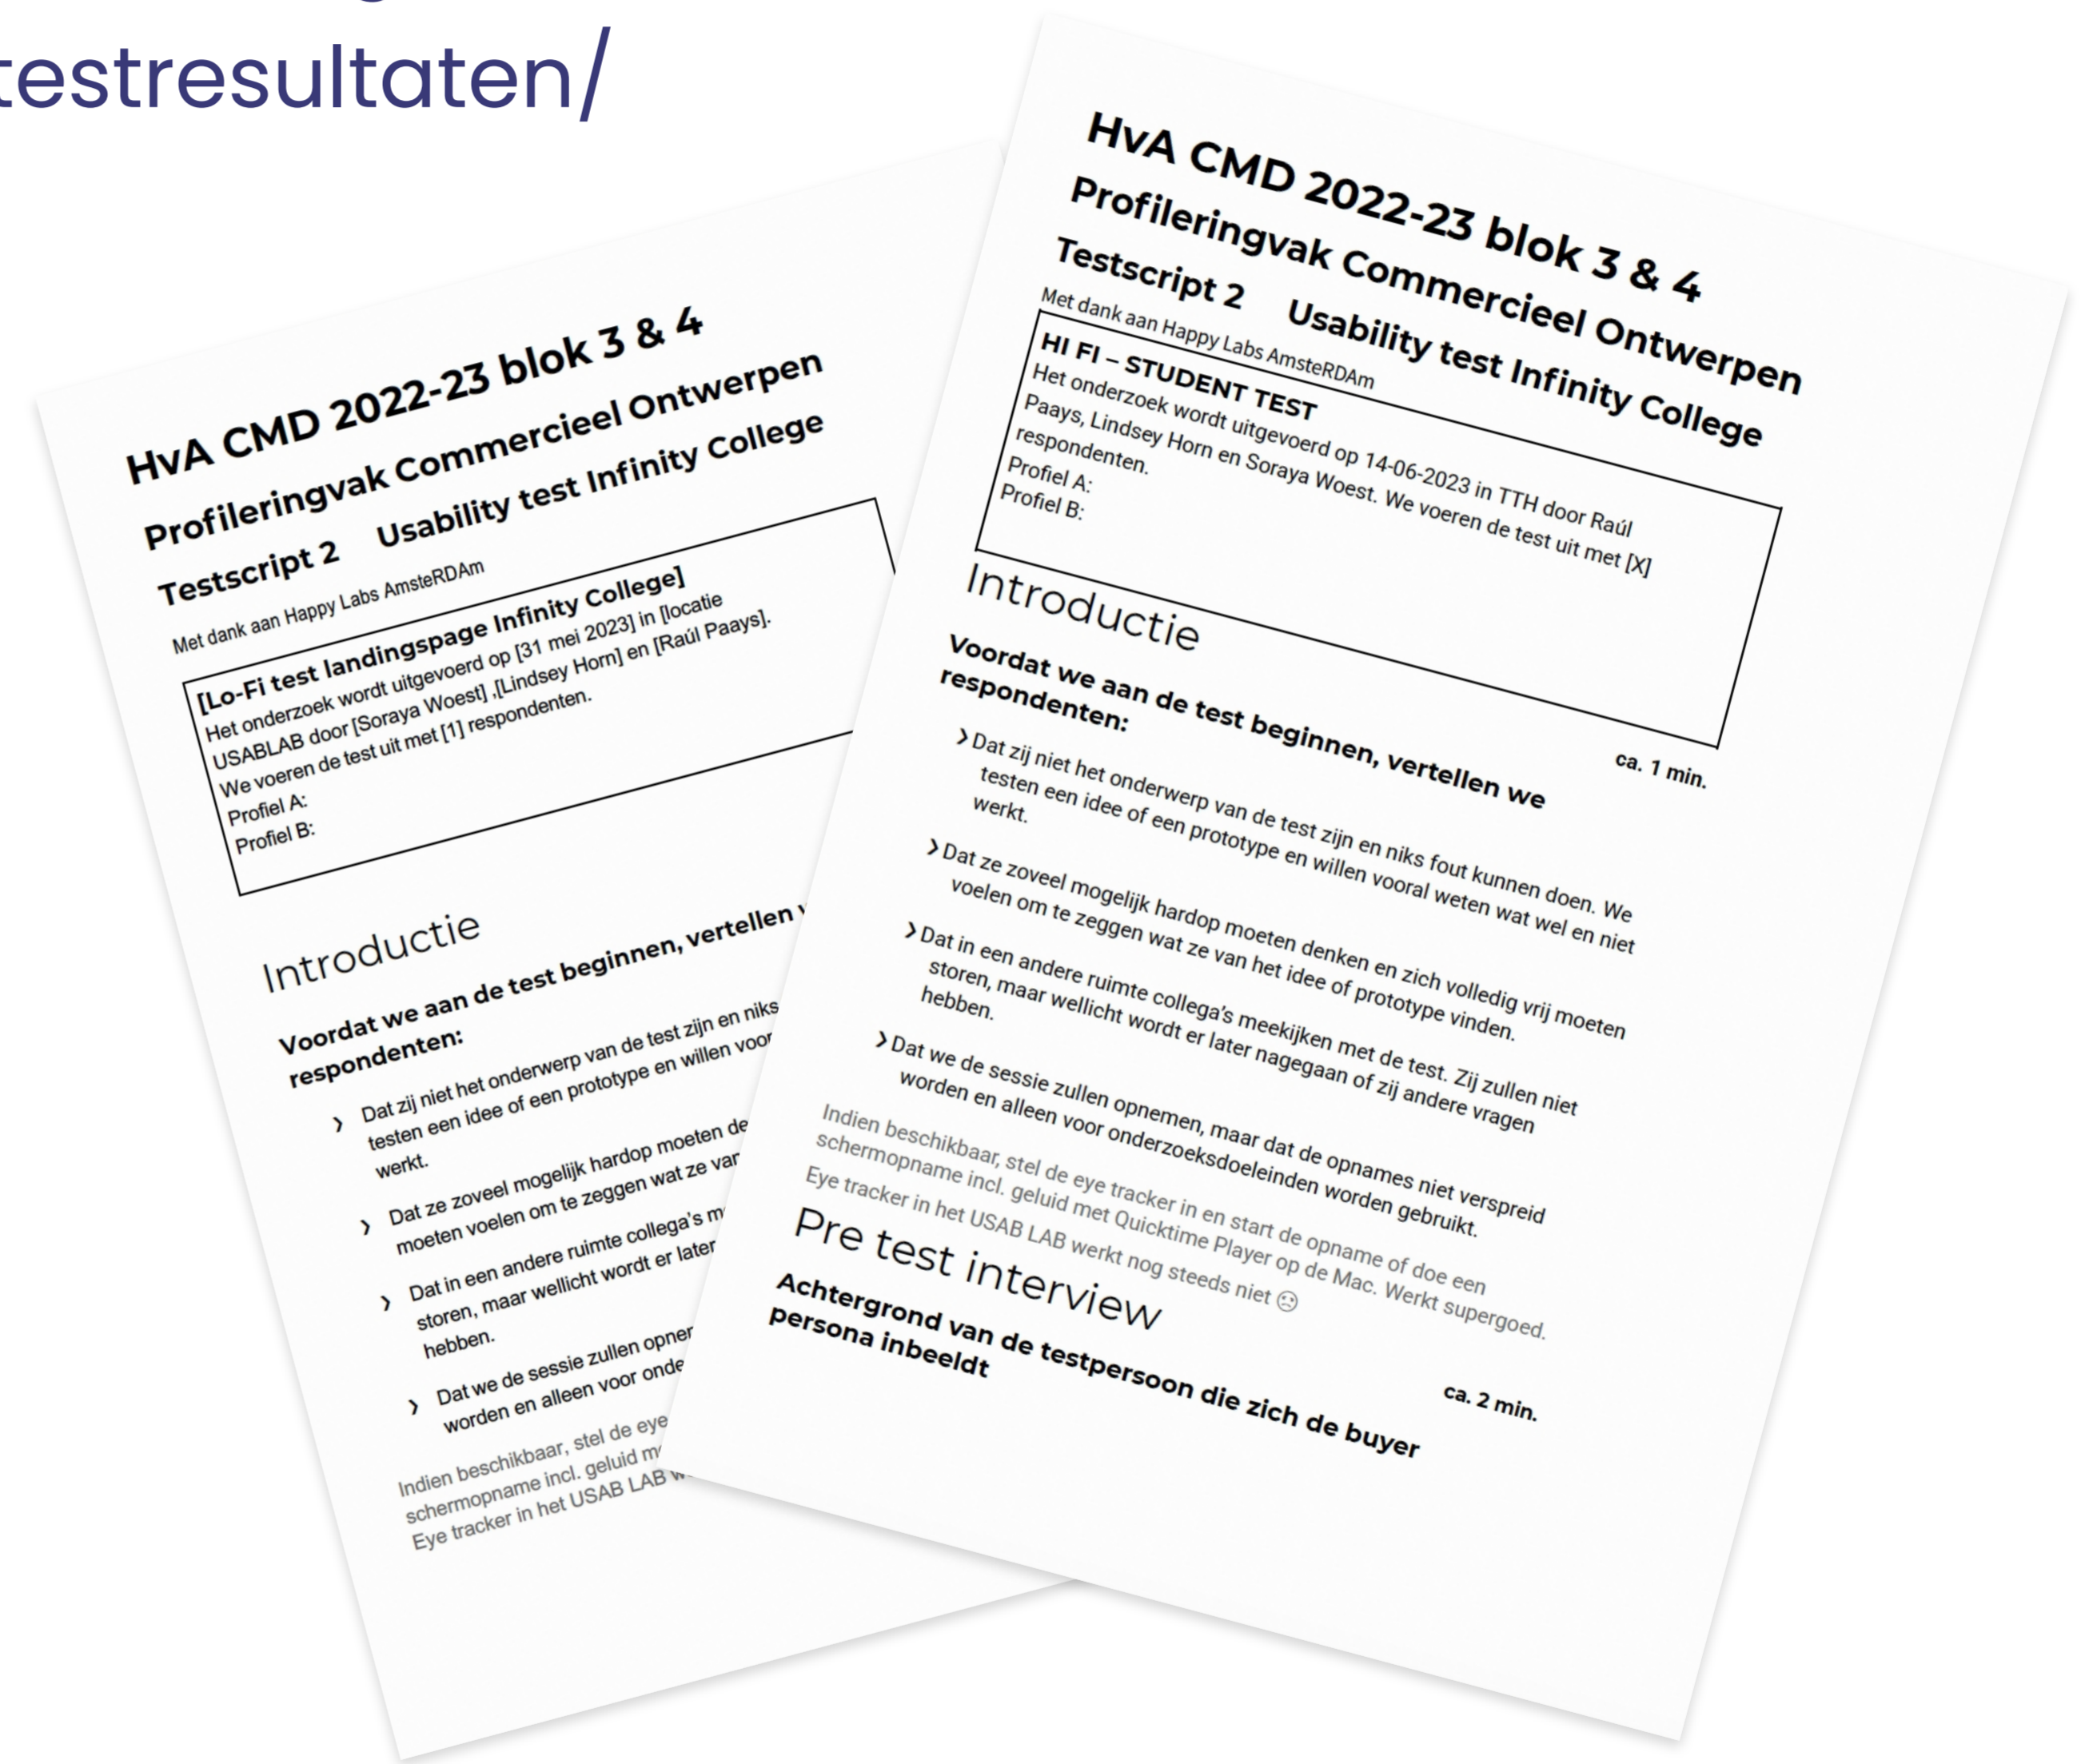 testresultaten/
HvA CMD 2022-23 blok 3 & 4
Profileringvak Commercieel Ontwerpen
Testscript 2 Usability test Infinity College
Met dank aan Happy Labs AmsteRDAm
[Lo-Fi test landingspage Infinity College]
Het onderzoek wordt uitgevoerd op [31 mei 2023] in [locatie
USABLAB door [Soraya Woest] ,[Lindsey Horn] en [Raúl Paays].
We voeren de test uit met [1] respondenten.
Profiel A:
Profiel B:
Introductie
Voordat we aan de test beginnen, vertellen
respondenten:
❯ Dat zij niet het onderwerp van de test zijn en niks
testen een idee of een prototype en willen voor
werkt.
❯ Dat ze zoveel mogelijk hardop moeten de
moeten voelen om te zeggen wat ze van
❯ Dat in een andere ruimte collega's m
storen, maar wellicht wordt er later
hebben.
❯ Dat we de sessie zullen opner
worden en alleen voor onde
Indien beschikbaar, stel de eye
schermopname incl. geluid m
Eye tracker in het USAB LAB w
HvA CMD 2022-23 blok 3 & 4
Profileringvak Commercieel Ontwerpen
Testscript 2 Usability test Infinity College
Met dank aan Happy Labs AmsteRDAm
HI FI – STUDENT TEST
Het onderzoek wordt uitgevoerd op 14-06-2023 in TTH door Raúl
Paays, Lindsey Horn en Soraya Woest. We voeren de test uit met [X]
respondenten.
Profiel A:
Profiel B:
Introductie
ca. 1 min.
Voordat we aan de test beginnen, vertellen we
respondenten:
❯ Dat zij niet het onderwerp van de test zijn en niks fout kunnen doen. We
testen een idee of een prototype en willen vooral weten wat wel en niet
werkt.
❯ Dat ze zoveel mogelijk hardop moeten denken en zich volledig vrij moeten
voelen om te zeggen wat ze van het idee of prototype vinden.
❯ Dat in een andere ruimte collega's meekijken met de test. Zij zullen niet
storen, maar wellicht wordt er later nagegaan of zij andere vragen
hebben.
❯ Dat we de sessie zullen opnemen, maar dat de opnames niet verspreid
worden en alleen voor onderzoeksdoeleinden worden gebruikt.
Indien beschikbaar, stel de eye tracker in en start de opname of doe een
schermopname incl. geluid met Quicktime Player op de Mac. Werkt supergoed.
Eye tracker in het USAB LAB werkt nog steeds niet ☹
Pre test interview
ca. 2 min.
Achtergrond van de testpersoon die zich de buyer
persona inbeeldt